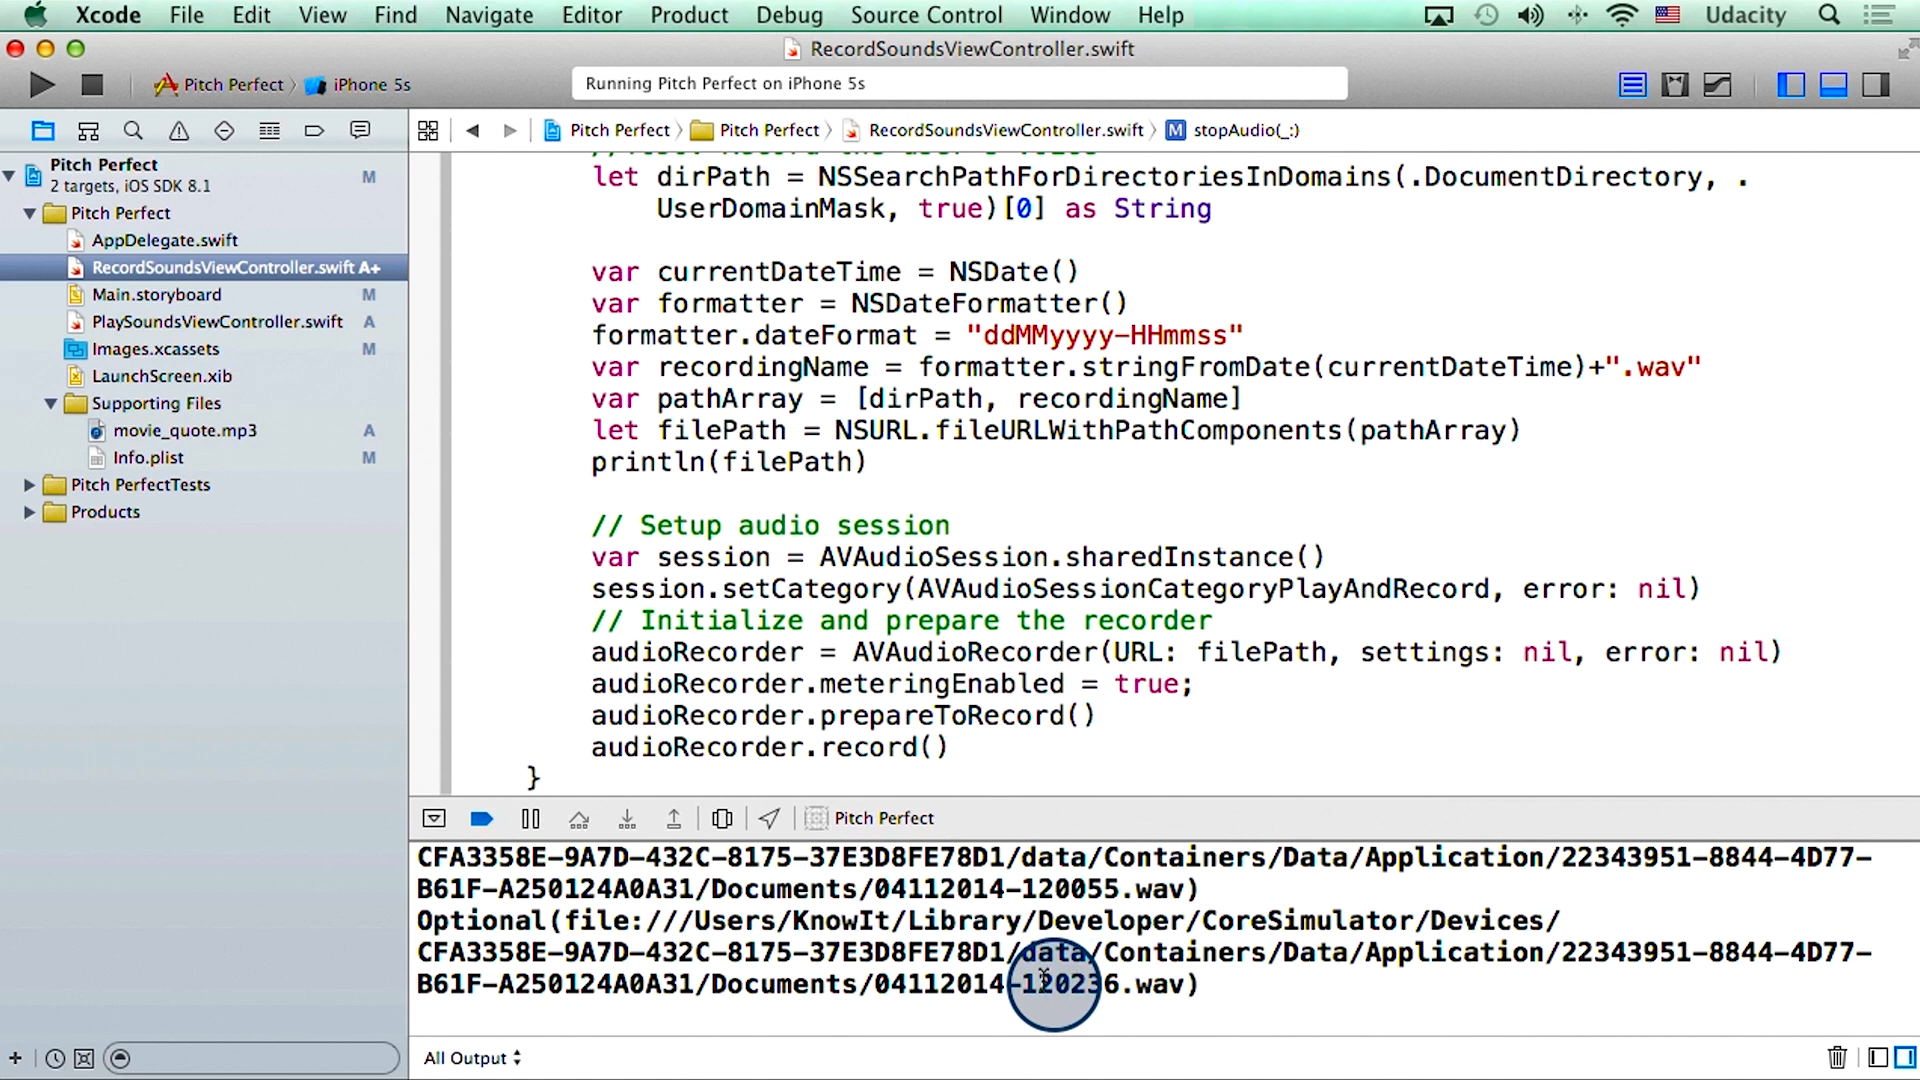 Xcode File Edit View Find Navigate Editor Product Debug Source Control Window Help Udacity
RecordSoundsViewController.swift
Pitch Perfect iPhone 5s Running Pitch Perfect on iPhone 5s
Pitch Perfect Pitch Perfect RecordSoundsViewController.swift M stopAudio(_:)
Pitch Perfect
2 targets, iOS SDK 8.1 M
Pitch Perfect
AppDelegate.swift
RecordSoundsViewController.swift A+
Main.storyboard M
PlaySoundsViewController.swift A
Images.xcassets M
LaunchScreen.xib
Supporting Files
movie_quote.mp3 A
Info.plist M
Pitch PerfectTests
Products
let dirPath = NSSearchPathForDirectoriesInDomains(.DocumentDirectory, .
UserDomainMask, true)[0] as String
var currentDateTime = NSDate()
var formatter = NSDateFormatter()
formatter.dateFormat = "ddMMyyyy-HHmmss"
var recordingName = formatter.stringFromDate(currentDateTime)+".wav"
var pathArray = [dirPath, recordingName]
let filePath = NSURL.fileURLWithPathComponents(pathArray)
println(filePath)
// Setup audio session
var session = AVAudioSession.sharedInstance()
session.setCategory(AVAudioSessionCategoryPlayAndRecord, error: nil)
// Initialize and prepare the recorder
audioRecorder = AVAudioRecorder(URL: filePath, settings: nil, error: nil)
audioRecorder.meteringEnabled = true;
audioRecorder.prepareToRecord()
audioRecorder.record()
}
Pitch Perfect
CFA3358E-9A7D-432C-8175-37E3D8FE78D1/data/Containers/Data/Application/22343951-8844-4D77-
B61F-A250124A0A31/Documents/04112014-120055.wav)
Optional(file:///Users/KnowIt/Library/Developer/CoreSimulator/Devices/
CFA3358E-9A7D-432C-8175-37E3D8FE78D1/data/Containers/Data/Application/22343951-8844-4D77-
B61F-A250124A0A31/Documents/04112014-120236.wav)
All Output